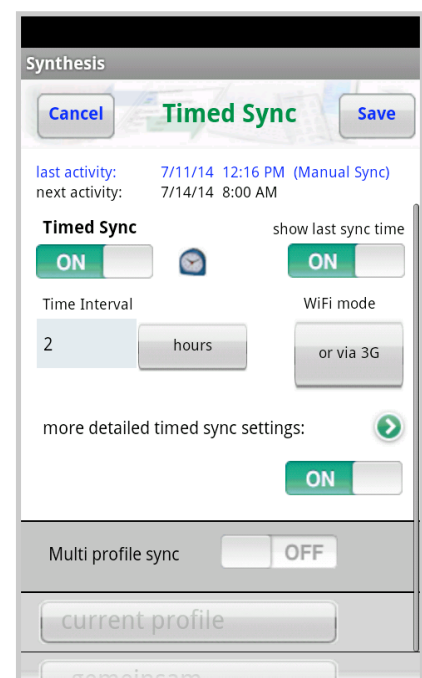 Synthesis
Cancel Timed Sync Save
last activity: 7/11/14 12:16 PM (Manual Sync)
next activity: 7/14/14 8:00 AM
Timed Sync show last sync time
ON ON
Time Interval WiFi mode
2 hours or via 3G
more detailed timed sync settings:
ON
Multi profile sync OFF
current profile
gemeinsam